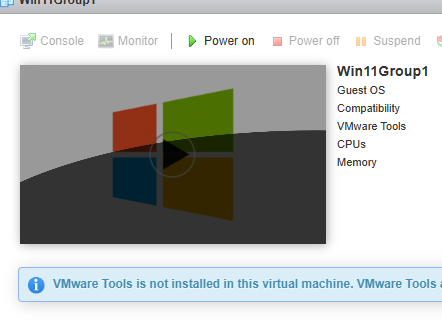 Win11Group1
Console Monitor Power on Power off Suspend
Win11Group1
Guest OS
Compatibility
VMware Tools
CPUs
Memory
VMware Tools is not installed in this virtual machine. VMware Tools